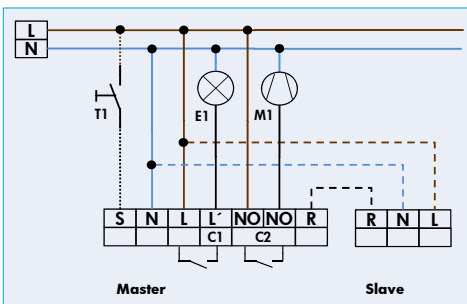 L
N
T1
E1
M1
S N L L´ NO NO R
C1 C2
R N L
Master
Slave